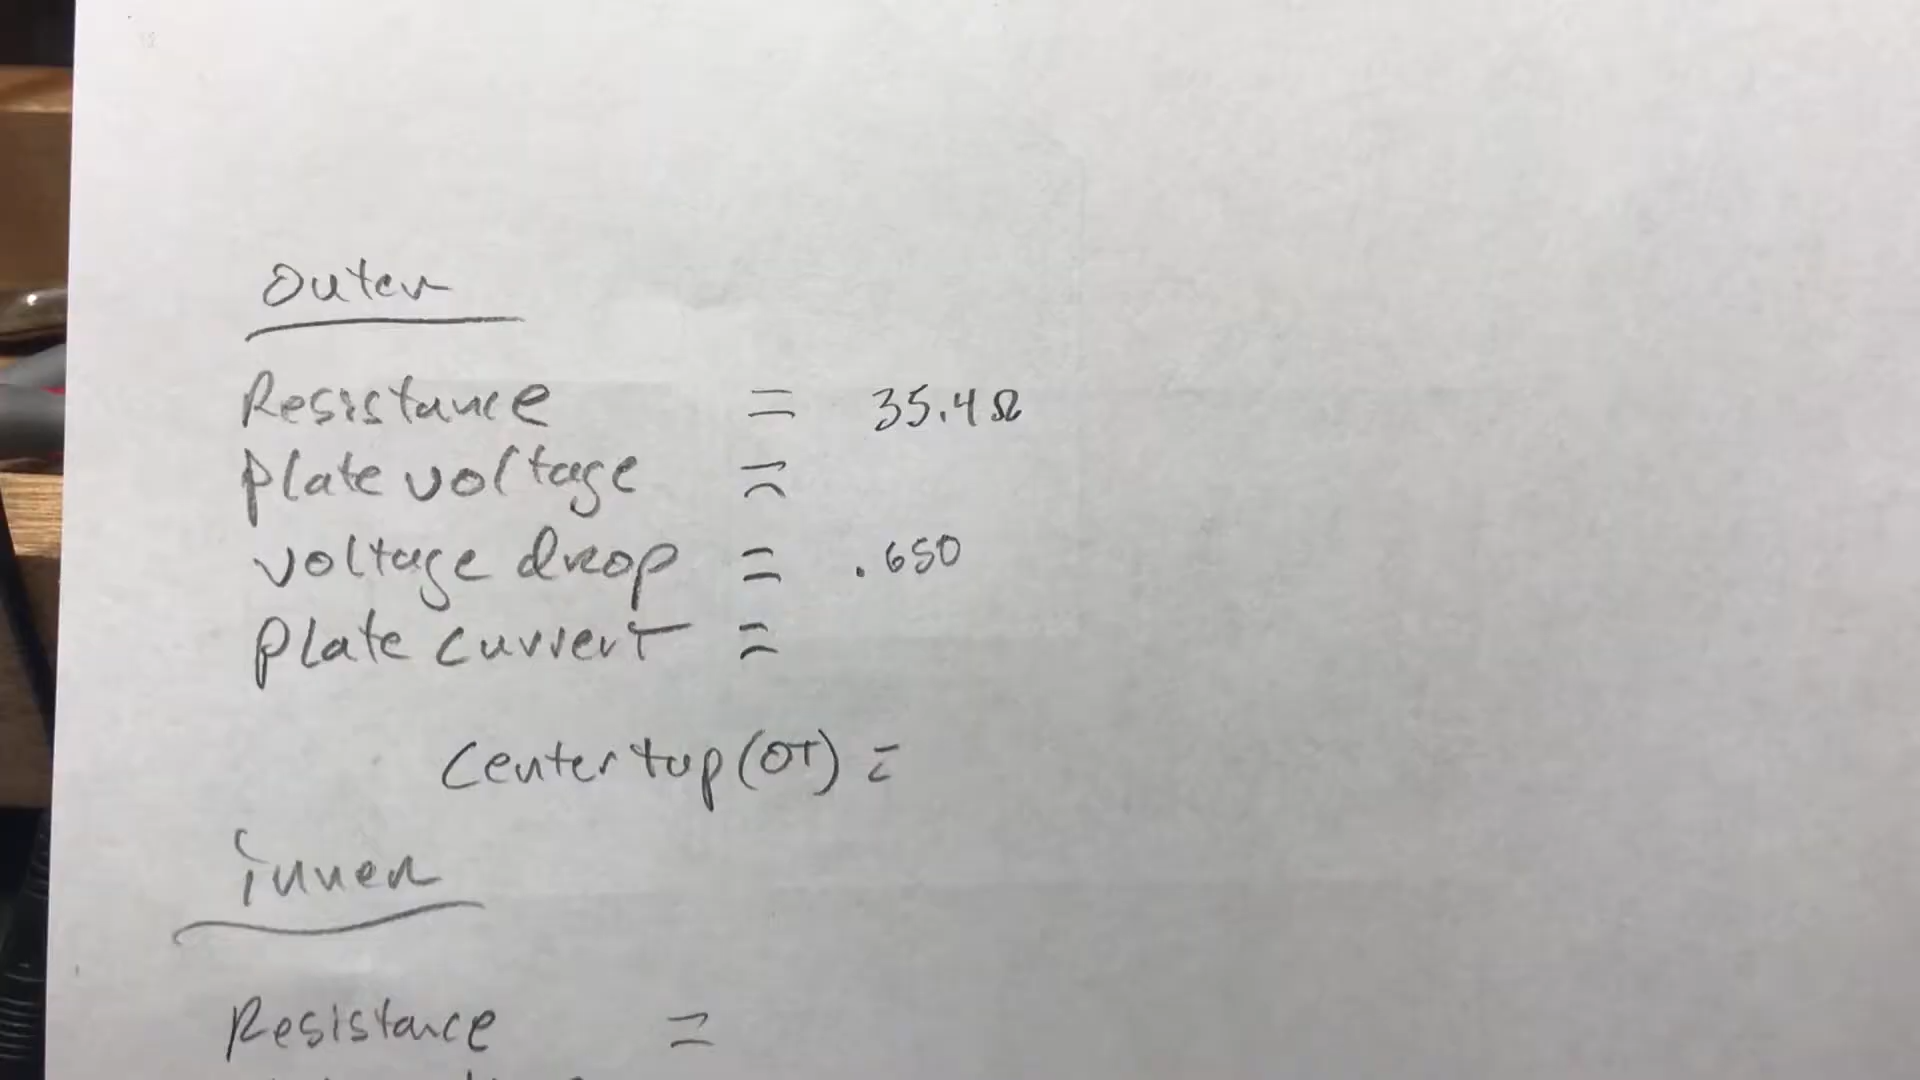 Outer
Resistance = 35.4Ω
plate voltage =
voltage drop = .650
plate current =
Center tap (OT) =
inner
Resistance =